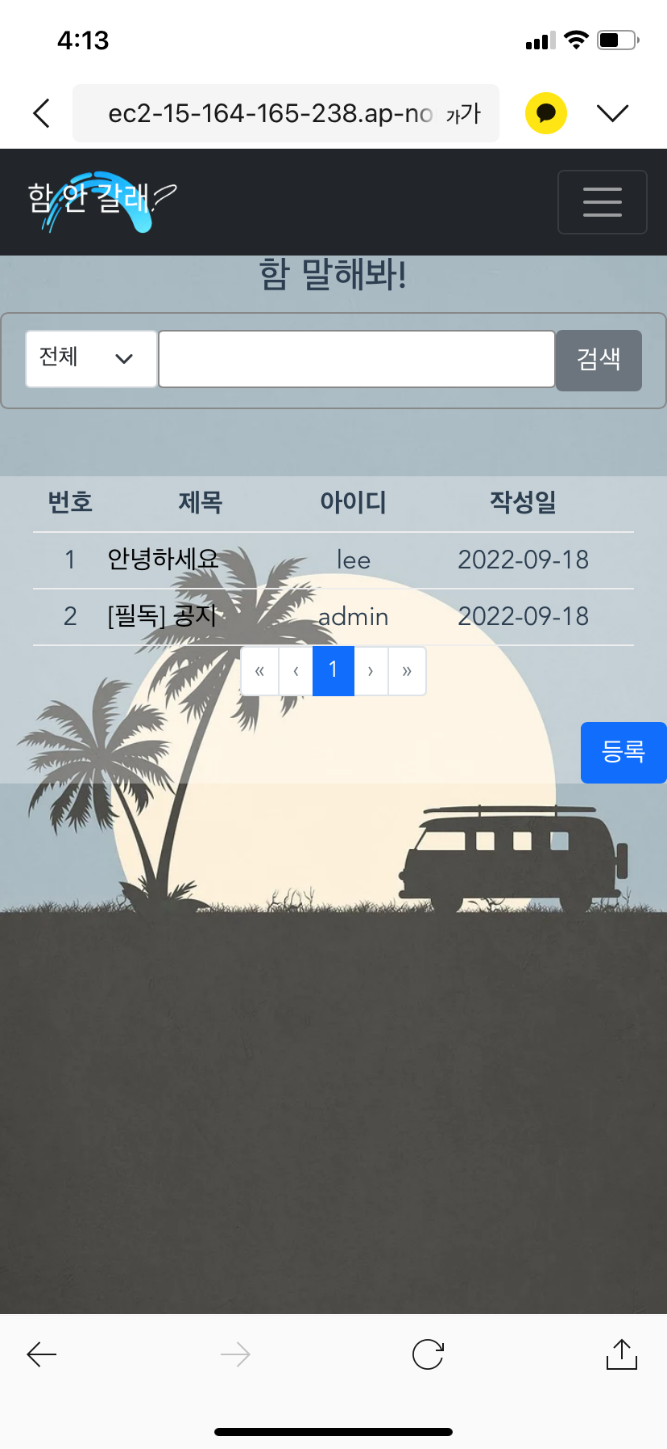 4:13
ec2-15-164-165-238.ap-no 가가
함 안 갈래?
함 말해봐!
전체 검색
번호 제목 아이디 작성일
1 안녕하세요 lee 2022-09-18
2 [필독] 공지 admin 2022-09-18
« ‹ 1 › »
등록